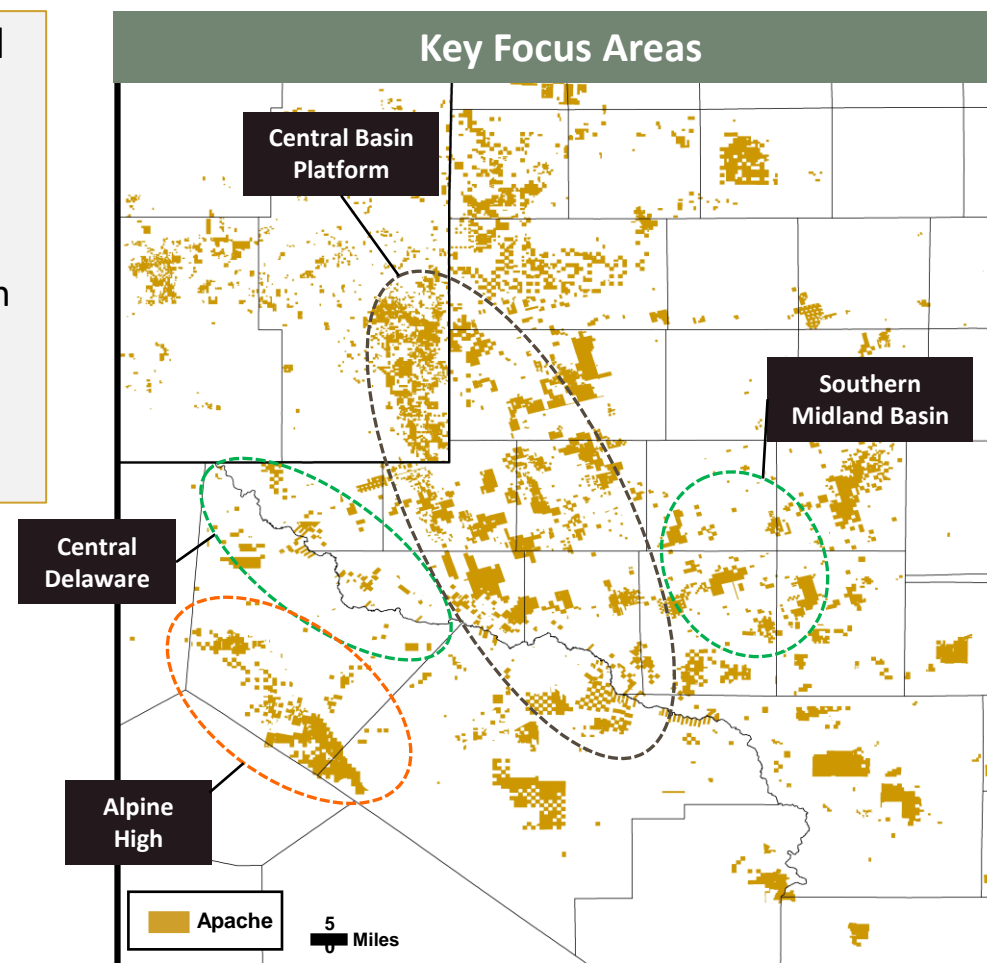 Key Focus Areas
Central Basin
Platform
Southern
Midland Basin
Central
Delaware
Alpine
High
Apache
5
0
Miles